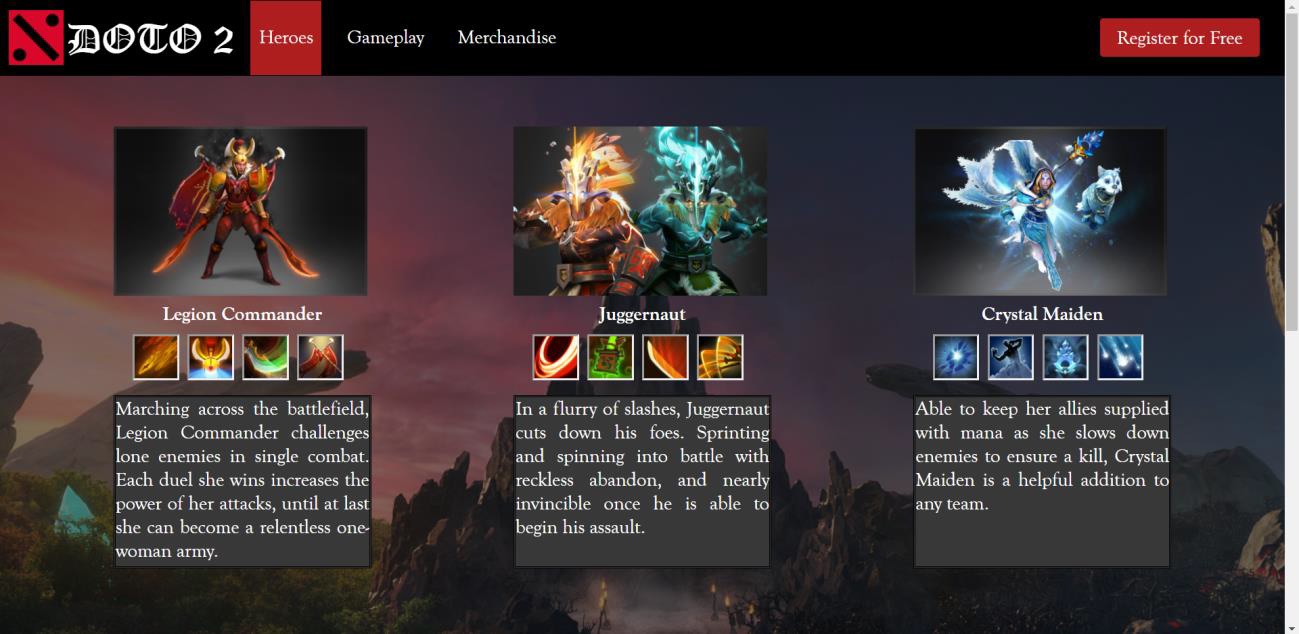 DOTO 2 Heroes Gameplay Merchandise Register for Free
Legion Commander Juggernaut Crystal Maiden
Marching across the battlefield,
Legion Commander challenges
lone enemies in single combat.
Each duel she wins increases the
power of her attacks, until at last
she can become a relentless one-
woman army.
In a flurry of slashes, Juggernaut
cuts down his foes. Sprinting
and spinning into battle with
reckless abandon, and nearly
invincible once he is able to
begin his assault.
Able to keep her allies supplied
with mana as she slows down
enemies to ensure a kill, Crystal
Maiden is a helpful addition to
any team.